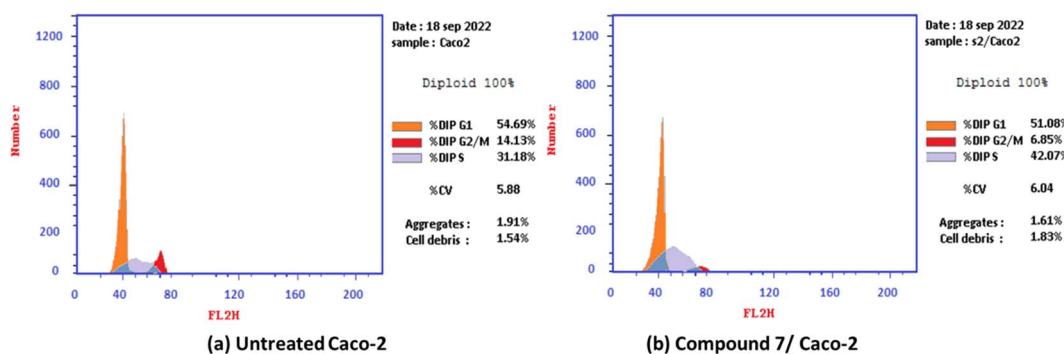 Date : 18 sep 2022
sample : Caco2
Diploid 100%
%DIP G1 54.69%
%DIP G2/M 14.13%
%DIP S 31.18%
%CV 5.88
Aggregates : 1.91%
Cell debris : 1.54%
Number
1200
800
600
400
200
0
0 40 80 120 160 200
FL2H
(a) Untreated Caco-2
Date : 18 sep 2022
sample : s2/Caco2
Diploid 100%
%DIP G1 51.08%
%DIP G2/M 6.85%
%DIP S 42.07%
%CV 6.04
Aggregates : 1.61%
Cell debris : 1.83%
Number
1200
800
600
400
200
0
0 40 80 120 160 200
FL2H
(b) Compound 7/ Caco-2